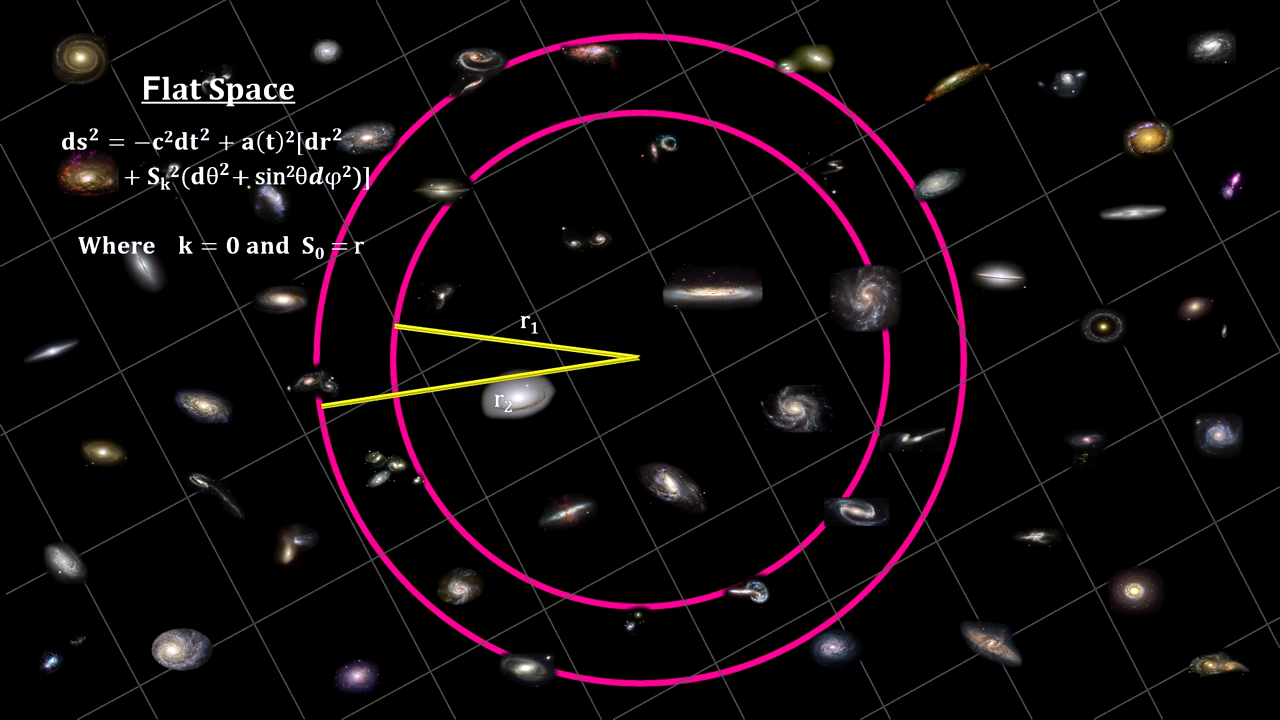 Flat Space
ds² = −c²dt² + a(t)²[dr²
+ Sₖ²(dθ² + sin²θdφ²)]
Where k = 0 and S₀ = r
r₁
r₂